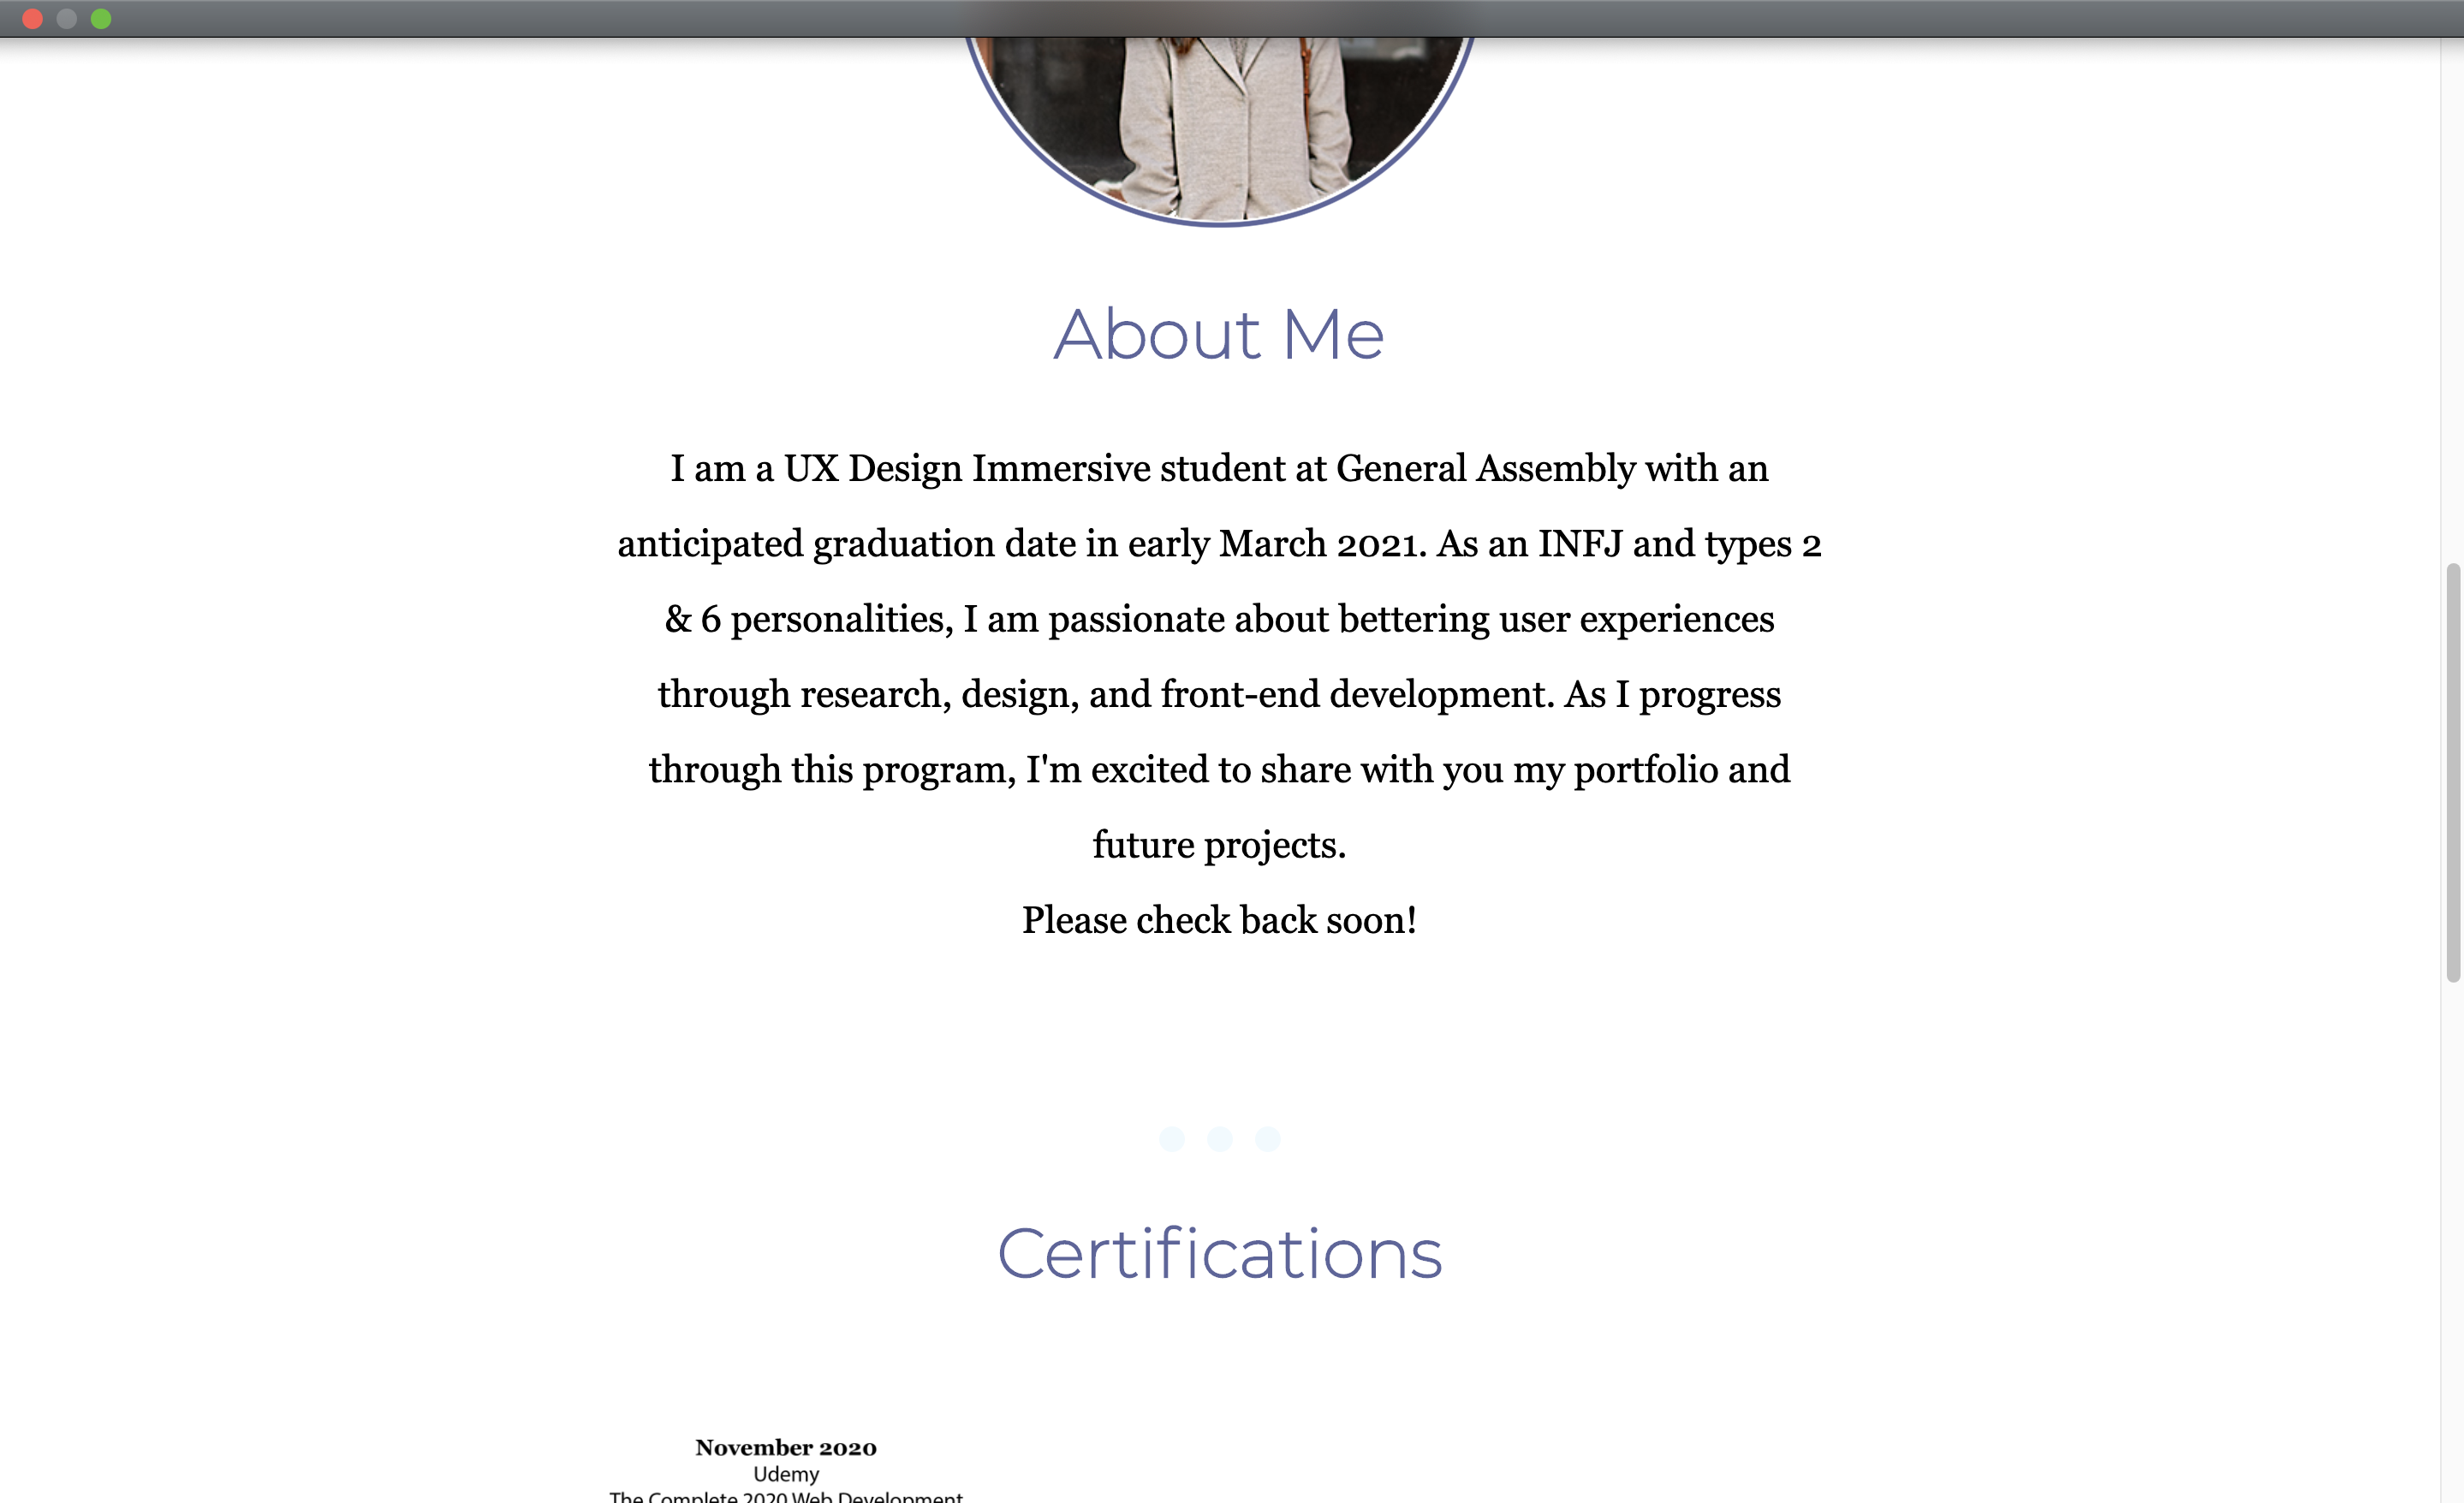 About Me
I am a UX Design Immersive student at General Assembly with an
anticipated graduation date in early March 2021. As an INFJ and types 2
& 6 personalities, I am passionate about bettering user experiences
through research, design, and front-end development. As I progress
through this program, I'm excited to share with you my portfolio and
future projects.
Please check back soon!
Certifications
November 2020
Udemy
The Complete 2020 Web Development